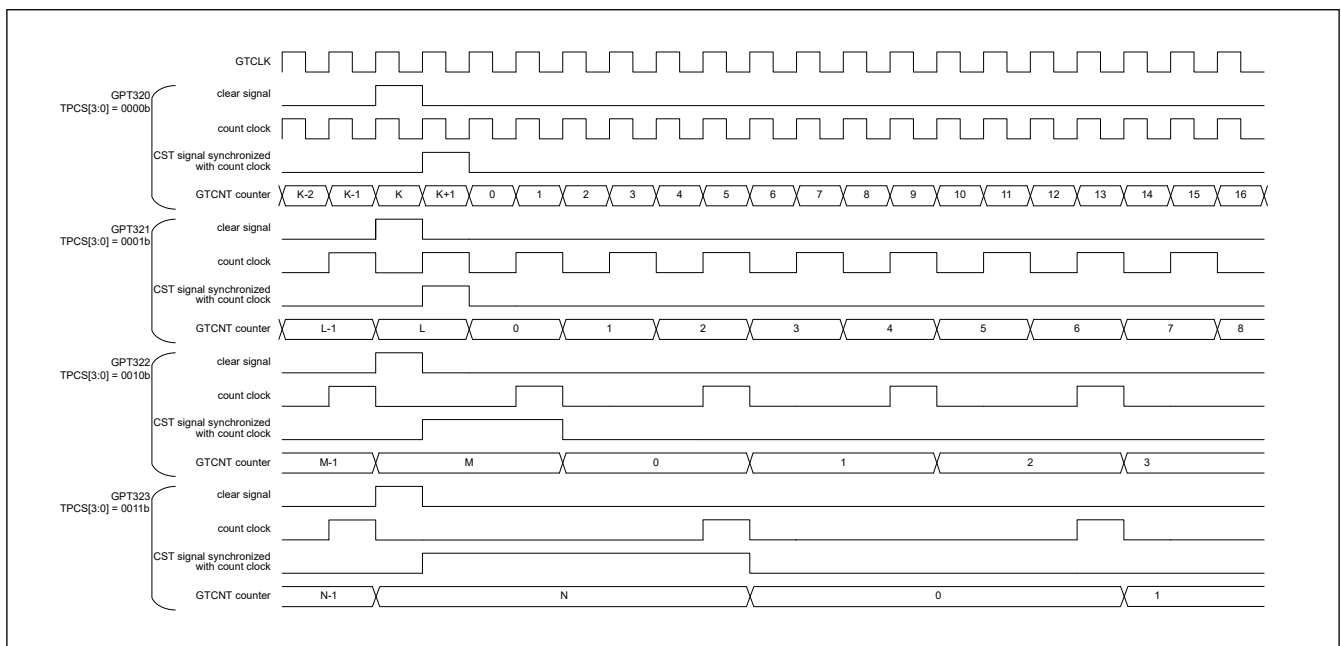 GTCLK
GPT320
TPCS[3:0] = 0000b
clear signal
count clock
CST signal synchronized
with count clock
GTCNT counter
K-2 K-1 K K+1 0 1 2 3 4 5 6 7 8 9 10 11 12 13 14 15 16
GPT321
TPCS[3:0] = 0001b
clear signal
count clock
CST signal synchronized
with count clock
GTCNT counter
L-1 L 0 1 2 3 4 5 6 7 8
GPT322
TPCS[3:0] = 0010b
clear signal
count clock
CST signal synchronized
with count clock
GTCNT counter
M-1 M 0 1 2 3
GPT323
TPCS[3:0] = 0011b
clear signal
count clock
CST signal synchronized
with count clock
GTCNT counter
N-1 N 0 1